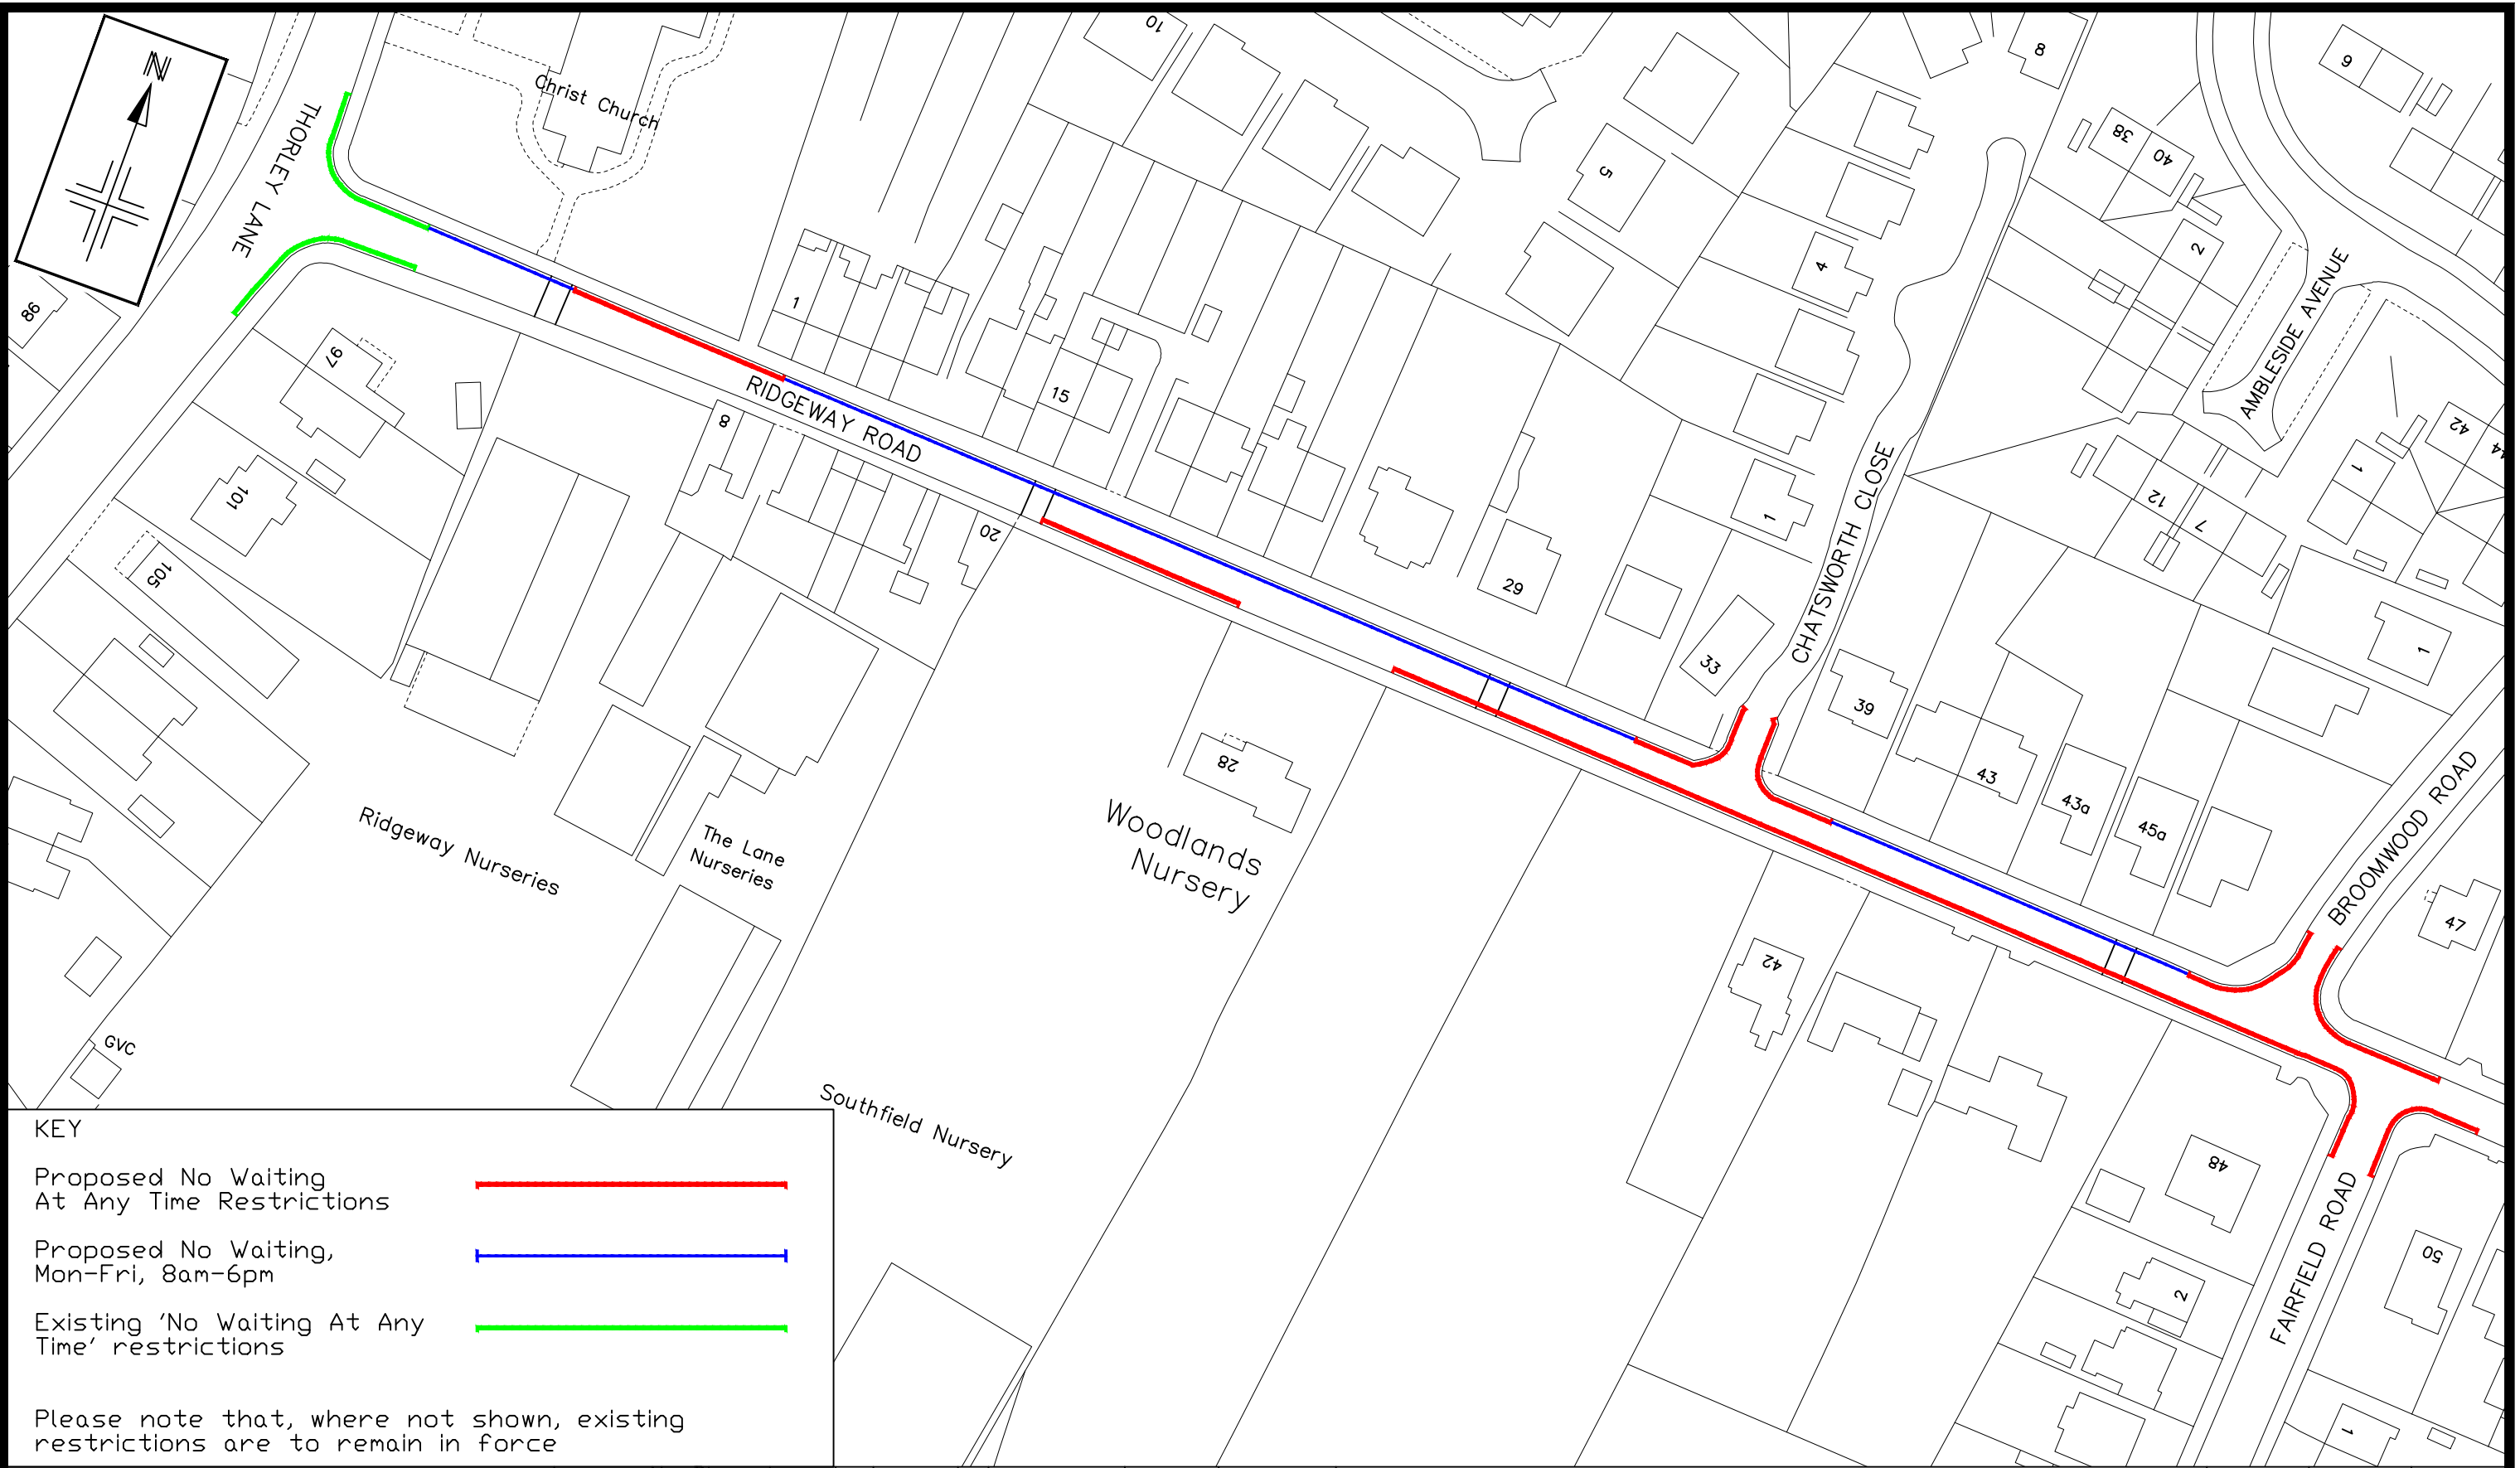 N
THORLEY LANE
Christ Church
10
8
6
38
40
2
5
4
AMBLESIDE AVENUE
98
97
1
15
RIDGEWAY ROAD
8
101
20
105
29
1
CHATSWORTH CLOSE
42
44
1
12
7
33
39
1
43
43a
45a
BROOMWOOD ROAD
47
28
Woodlands
Nursery
Ridgeway Nurseries
The Lane
Nurseries
42
GVC
Southfield Nursery
48
50
2
FAIRFIELD ROAD
1
KEY
Proposed No Waiting
At Any Time Restrictions
Proposed No Waiting,
Mon-Fri, 8am-6pm
Existing 'No Waiting At Any
Time' restrictions
Please note that, where not shown, existing
restrictions are to remain in force